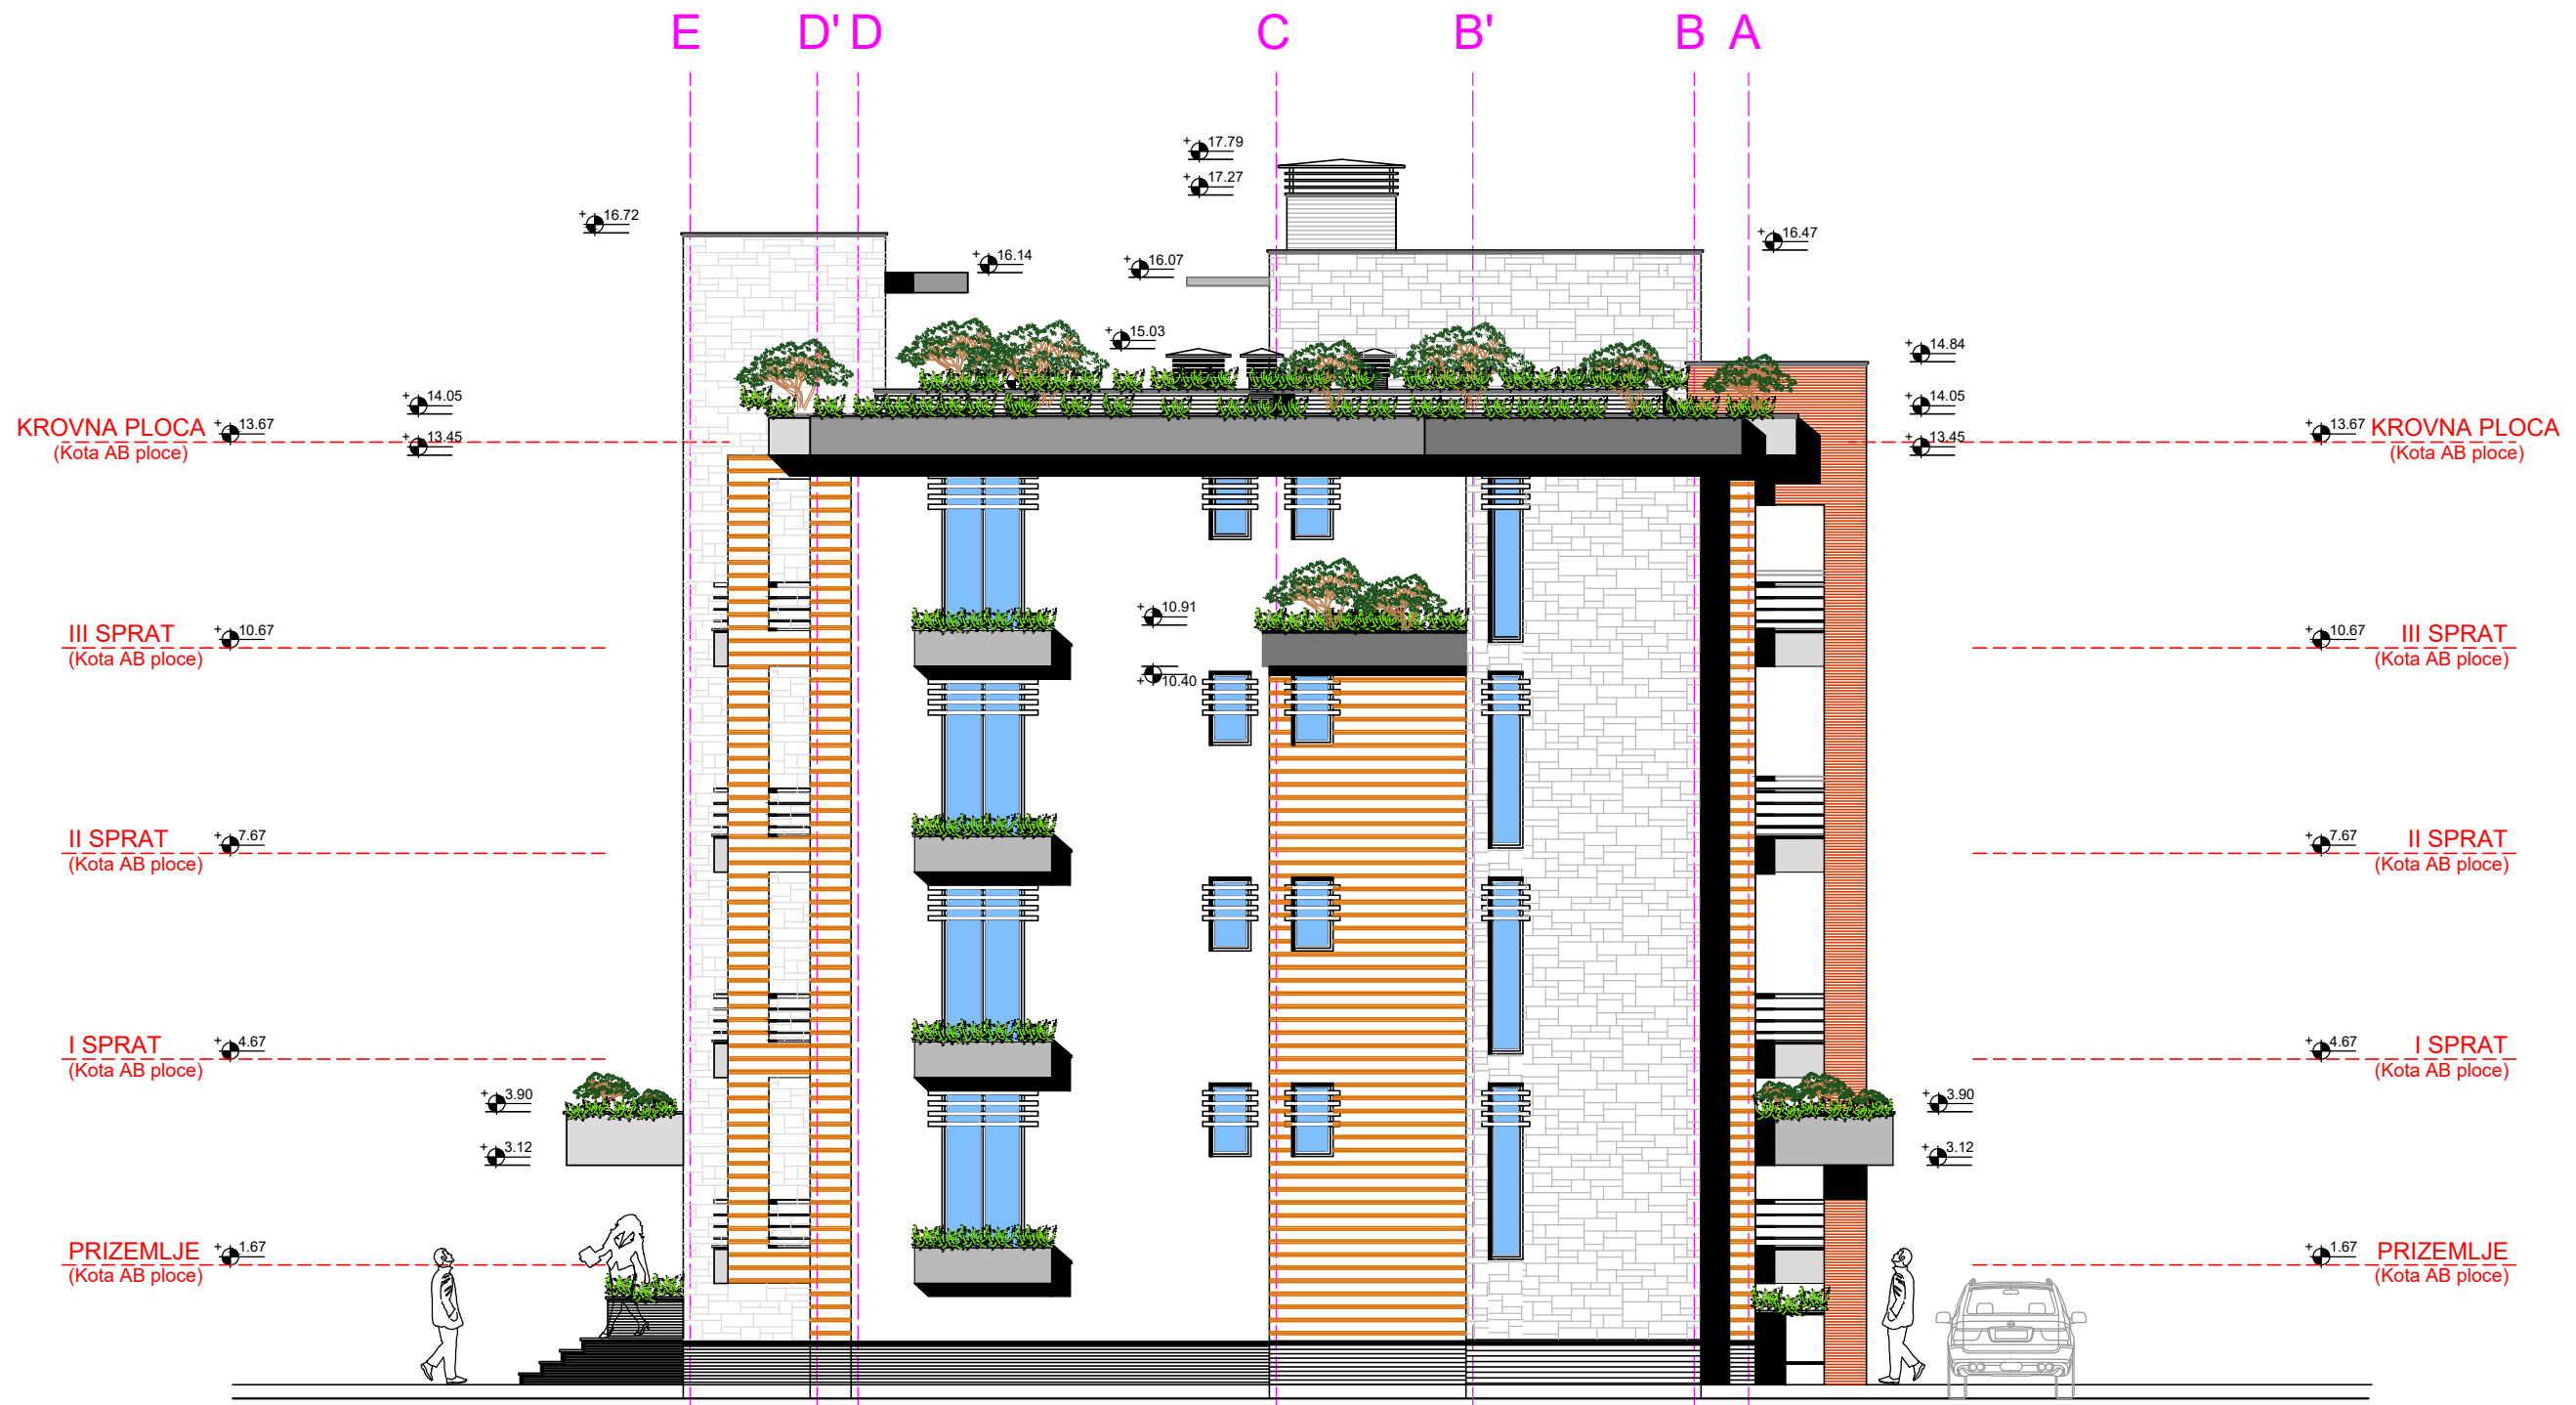 E D' D C B' B A
+17.79
+17.27
+16.72
+16.47
+16.14
+16.07
+15.03
+14.84
+14.05
+14.05
KROVNA PLOCA +13.67
(Kota AB ploce)
+13.45
+13.45
+13.67 KROVNA PLOCA
(Kota AB ploce)
+10.91
III SPRAT +10.67
(Kota AB ploce)
+10.67 III SPRAT
(Kota AB ploce)
+10.40
II SPRAT +7.67
(Kota AB ploce)
+7.67 II SPRAT
(Kota AB ploce)
I SPRAT +4.67
(Kota AB ploce)
+4.67 I SPRAT
(Kota AB ploce)
+3.90
+3.90
+3.12
+3.12
PRIZEMLJE +1.67
(Kota AB ploce)
+1.67 PRIZEMLJE
(Kota AB ploce)